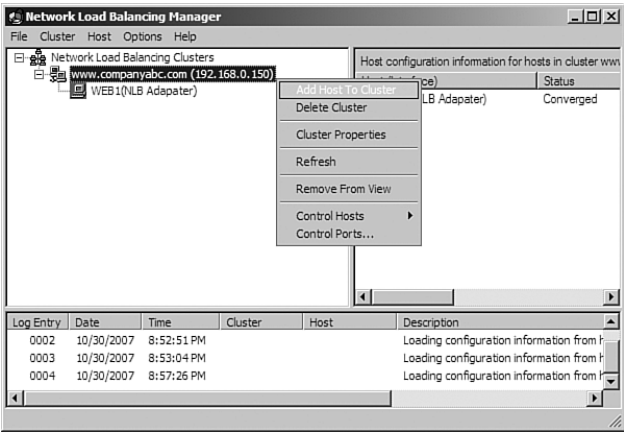 Network Load Balancing Manager
File Cluster Host Options Help
Network Load Balancing Clusters
www.companyabc.com (192.168.0.150)
WEB1(NLB Adapater)
Add Host To Cluster
Delete Cluster
Cluster Properties
Refresh
Remove From View
Control Hosts
Control Ports...
Host configuration information for hosts in cluster www
Status
LB Adapater) Converged
Log Entry Date Time Cluster Host Description
0002 10/30/2007 8:52:51 PM Loading configuration information from h
0003 10/30/2007 8:53:04 PM Loading configuration information from h
0004 10/30/2007 8:57:26 PM Loading configuration information from h